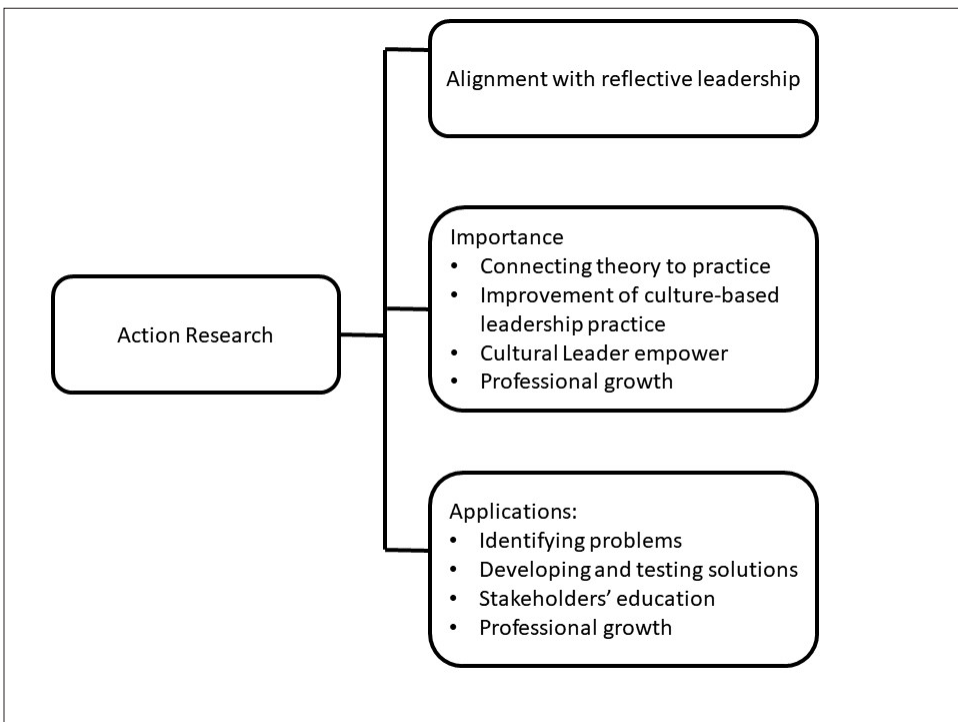 Alignment with reflective leadership
Importance
• Connecting theory to practice
• Improvement of culture-based
leadership practice
• Cultural Leader empower
• Professional growth
Action Research
Applications:
• Identifying problems
• Developing and testing solutions
• Stakeholders’ education
• Professional growth